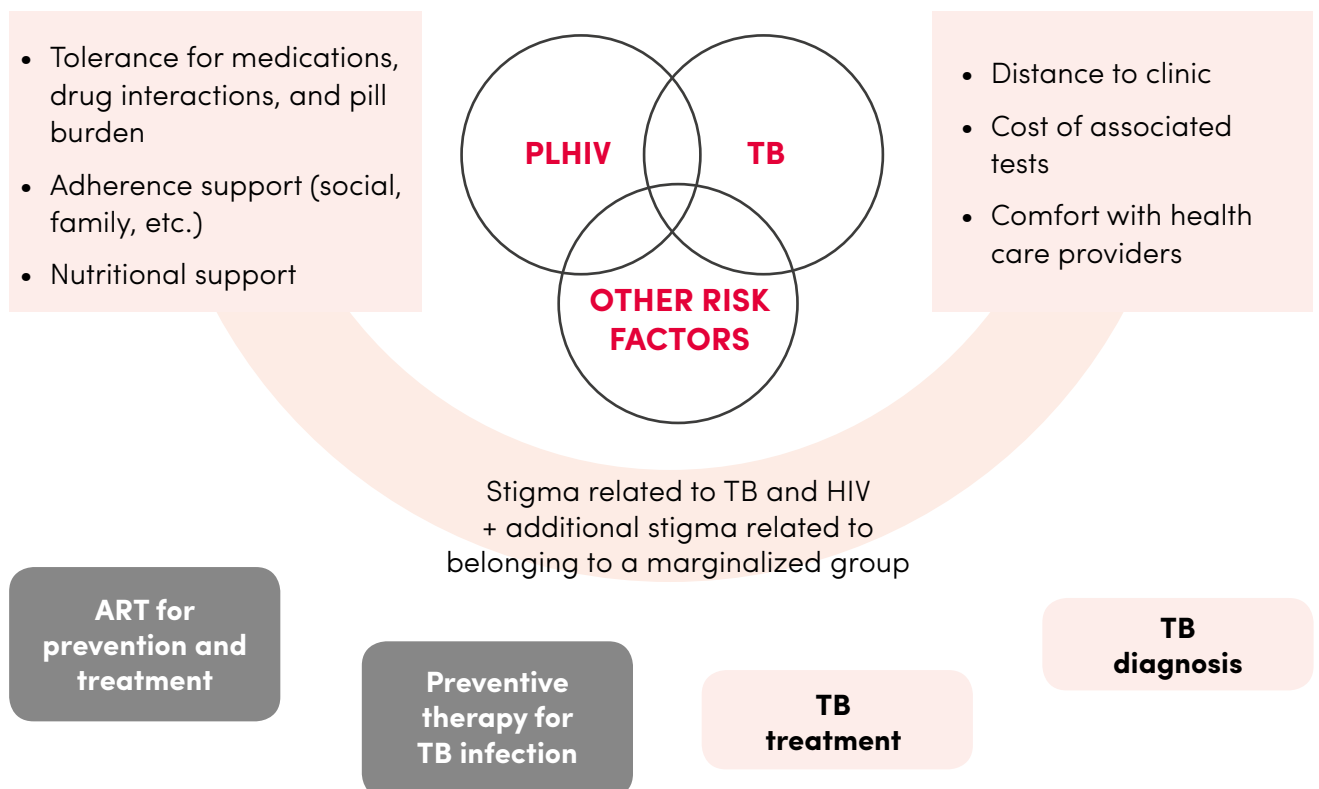 • Tolerance for medications,
drug interactions, and pill
burden
• Adherence support (social,
family, etc.)
• Nutritional support
PLHIV
TB
OTHER RISK
FACTORS
• Distance to clinic
• Cost of associated
tests
• Comfort with health
care providers
Stigma related to TB and HIV
+ additional stigma related to
belonging to a marginalized group
ART for
prevention and
treatment
Preventive
therapy for
TB infection
TB
treatment
TB
diagnosis